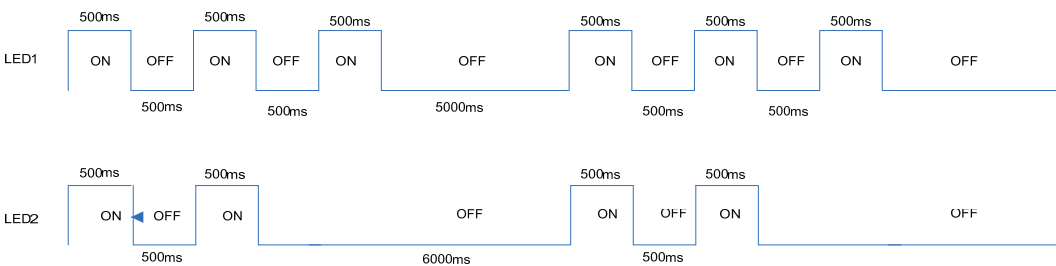 500ms 500ms 500ms 500ms 500ms 500ms
LED1 ON OFF ON OFF ON OFF ON OFF ON OFF ON OFF
500ms 500ms 5000ms 500ms 500ms
500ms 500ms 500ms 500ms
LED2 ON OFF ON OFF ON OFF ON OFF
500ms 6000ms 500ms